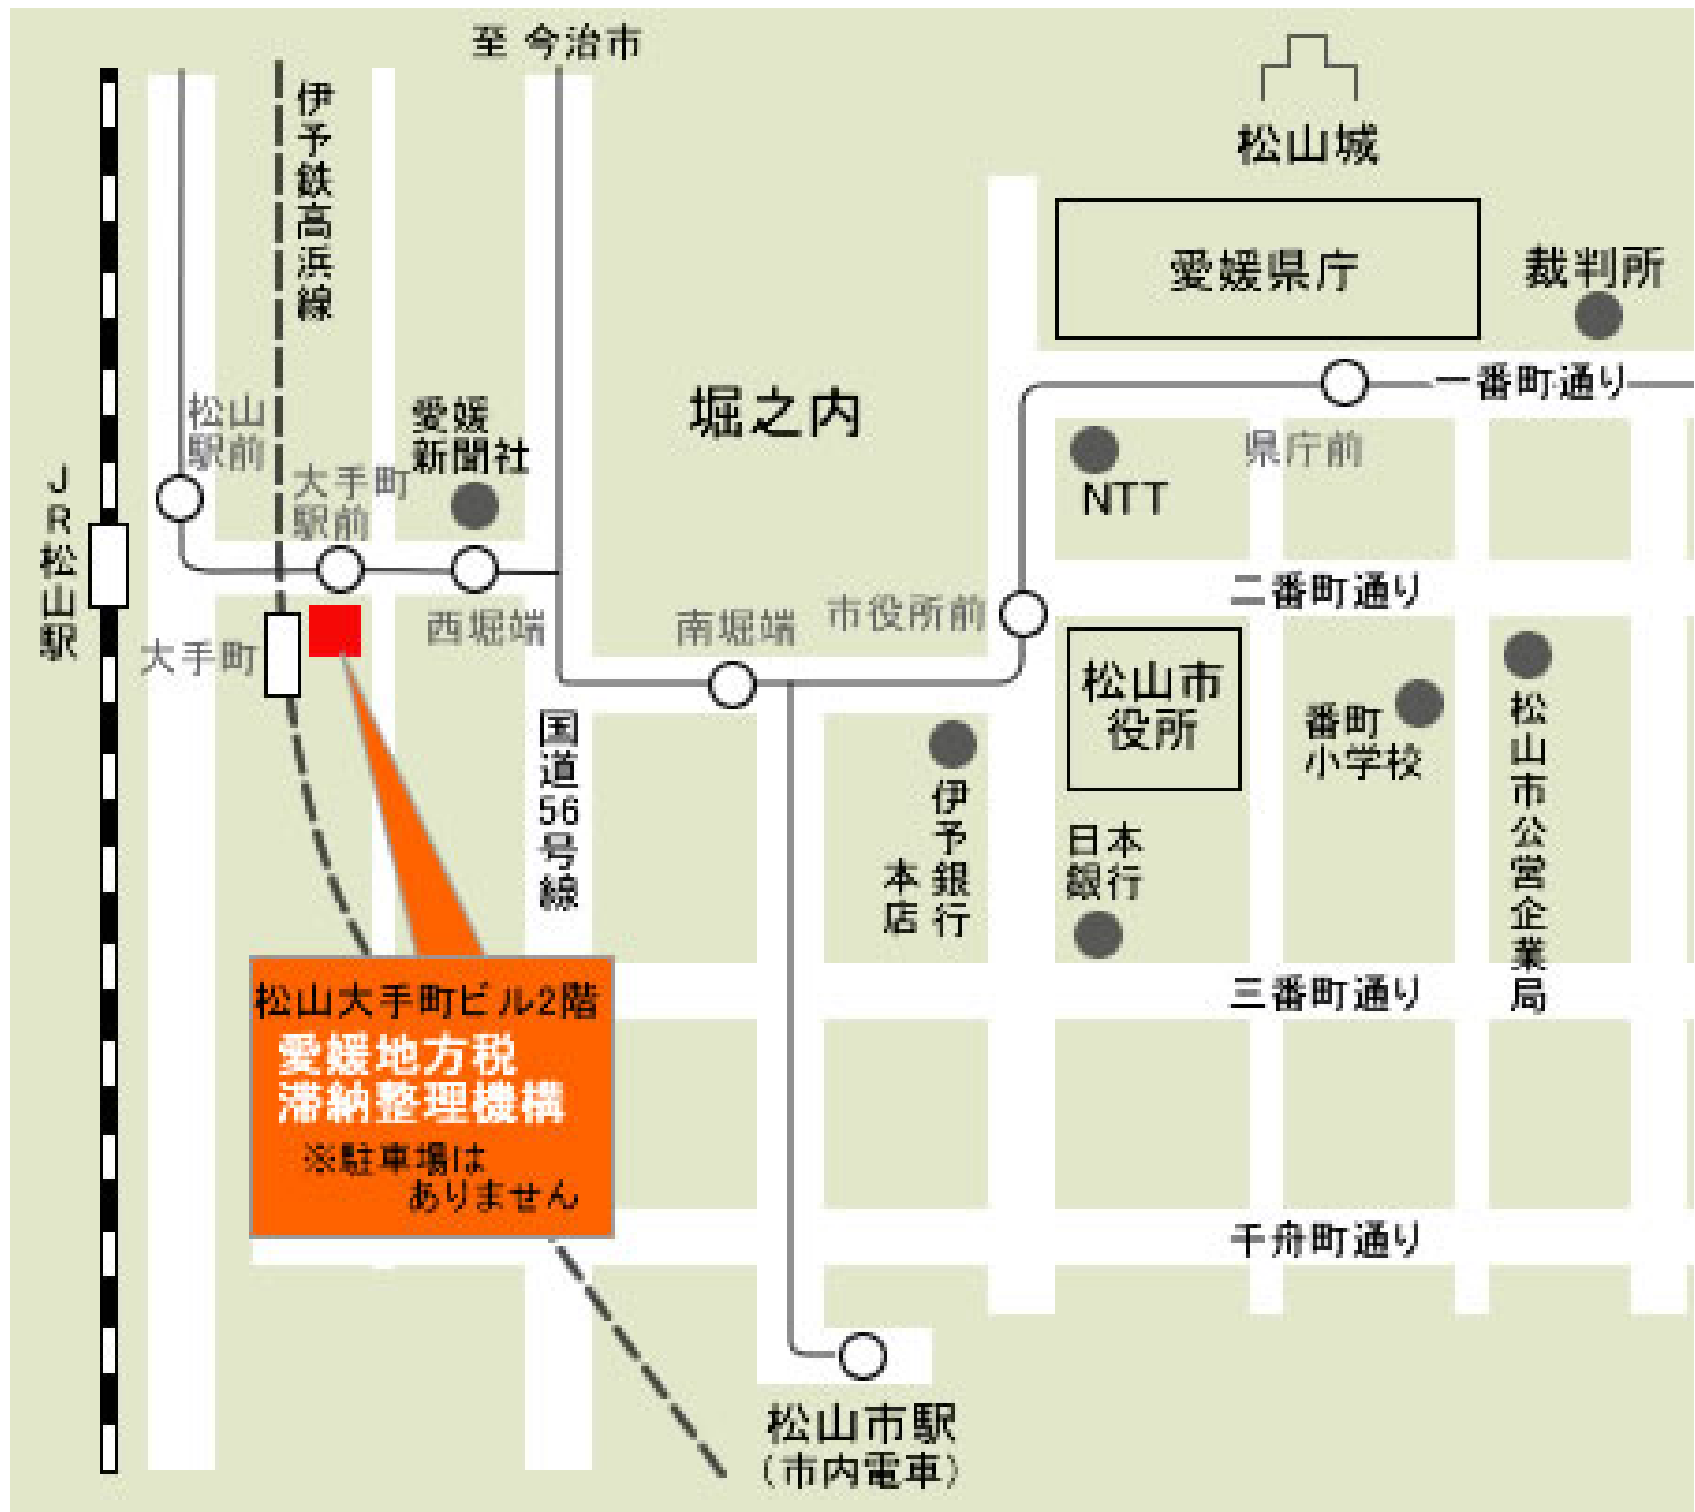 至 今治市
松山城
伊予鉄高浜線
愛媛県庁
裁判所
一番町通り
松山
駅前
愛媛
新聞社
堀之内
県庁前
大手町
駅前
NTT
JR松山駅
二番町通り
西堀端
南堀端
市役所前
大手町
松山市
役所
番町
小学校
松山市公営企業局
国道56号線
伊予銀行
本店
日本
銀行
三番町通り
松山大手町ビル2階
愛媛地方税
滞納整理機構
※駐車場は
ありません
千舟町通り
松山市駅
(市内電車)